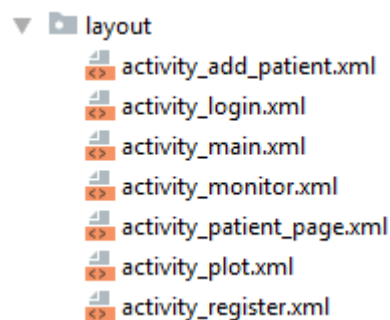 layout
activity_add_patient.xml
activity_login.xml
activity_main.xml
activity_monitor.xml
activity_patient_page.xml
activity_plot.xml
activity_register.xml